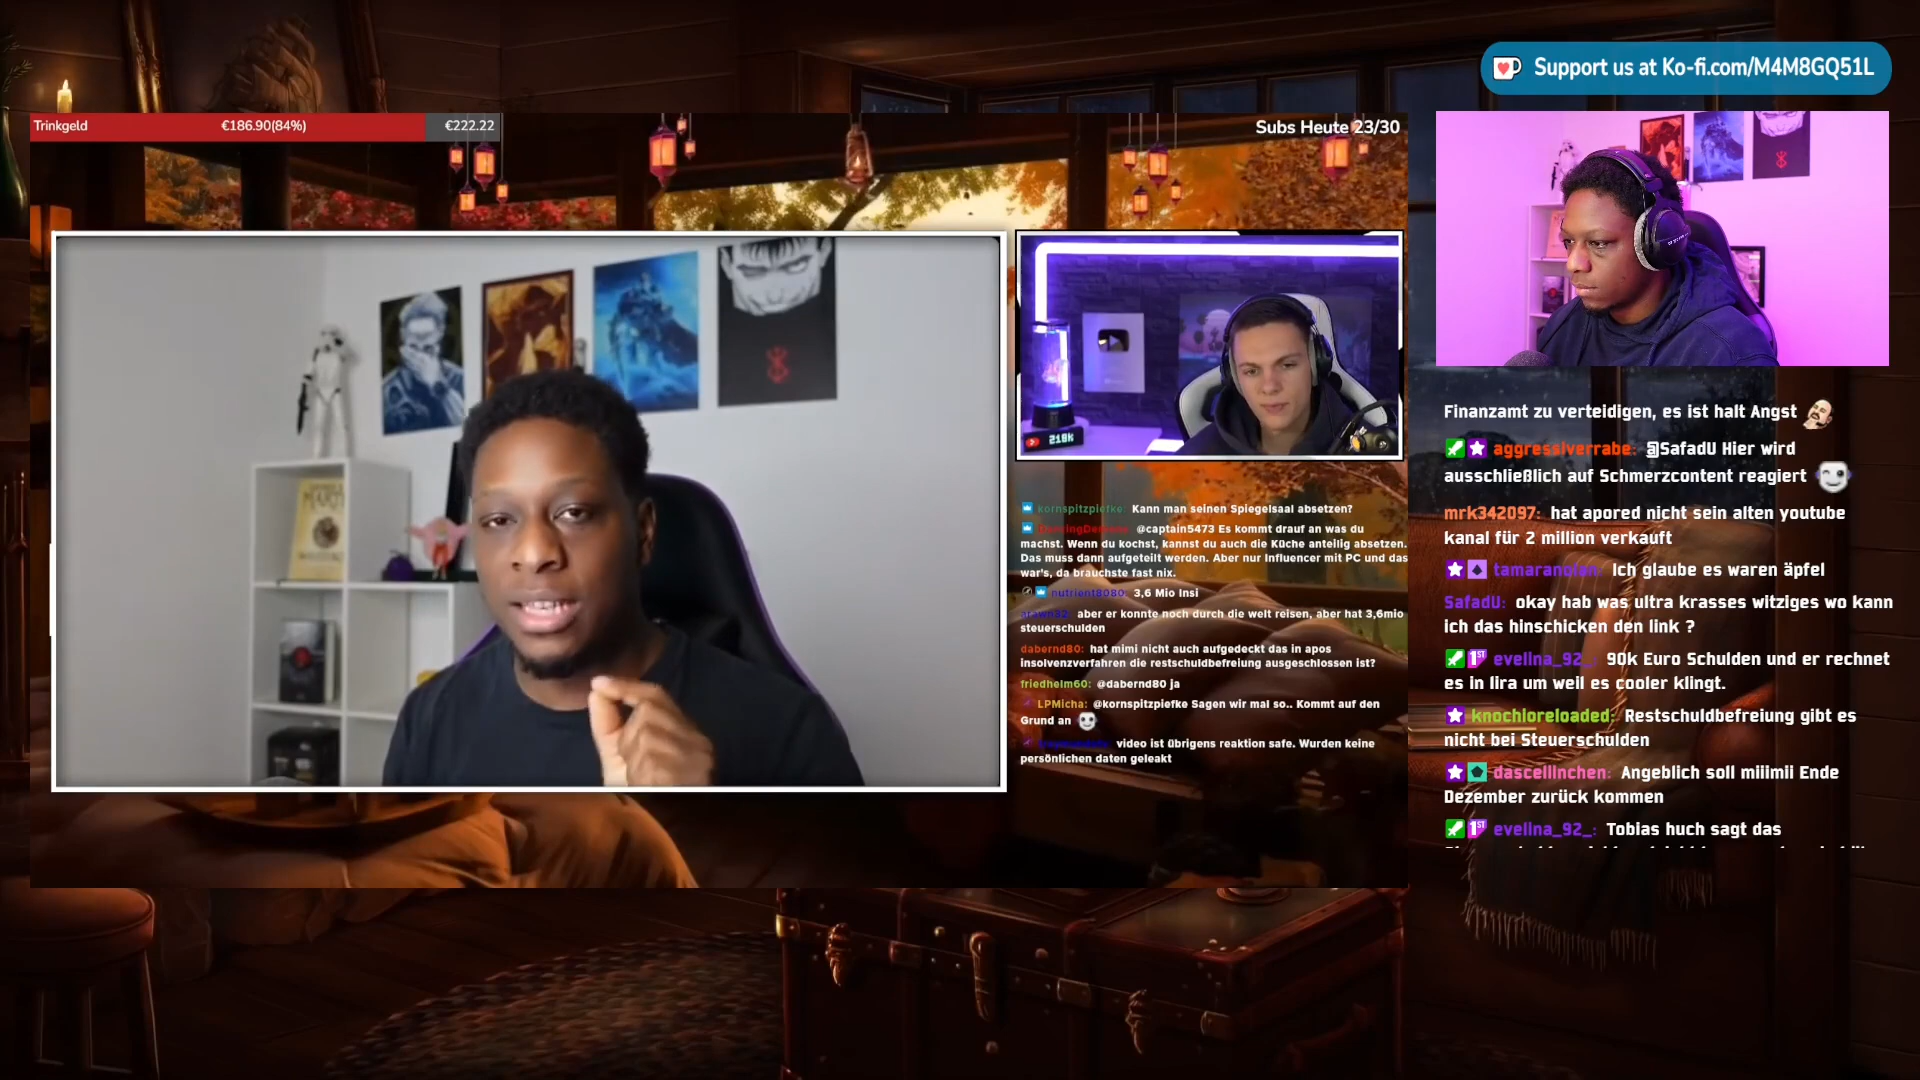 Support us at Ko-fi.com/M4M8GQ51L
Trinkgeld €186.90(84%) €222.22
Subs Heute 23/30
218k
kornspitzpiefke: Kann man seinen Spiegelsaal absetzen?
@captain5473 Es kommt drauf an was du
machst. Wenn du kochst, kannst du auch die Küche anteilig absetzen.
Das muss dann aufgeteilt werden. Aber nur Influencer mit PC und das
war's, da brauchste fast nix.
nutrient8080: 3,6 Mio Insi
aber er konnte noch durch die welt reisen, aber hat 3,6mio
steuerschulden
dabernd80: hat mimi nicht auch aufgedeckt das in apos
insolvenzverfahren die restschuldbefreiung ausgeschlossen ist?
friedhelm60: @dabernd80 ja
LPMicha: @kornspitzpiefke Sagen wir mal so.. Kommt auf den
Grund an
video ist übrigens reaktion safe. Wurden keine
persönlichen daten geleakt
Finanzamt zu verteidigen, es ist halt Angst
aggressiverrabe: @SafadU Hier wird
ausschließlich auf Schmerzcontent reagiert
mrk342097: hat apored nicht sein alten youtube
kanal für 2 million verkauft
Ich glaube es waren äpfel
SafadU: okay hab was ultra krasses witziges wo kann
ich das hinschicken den link ?
evelina_92_: 90k Euro Schulden und er rechnet
es in lira um weil es cooler klingt.
knochloreloaded: Restschuldbefreiung gibt es
nicht bei Steuerschulden
dascellinchen: Angeblich soll miiimii Ende
Dezember zurück kommen
evelina_92_: Tobias huch sagt das